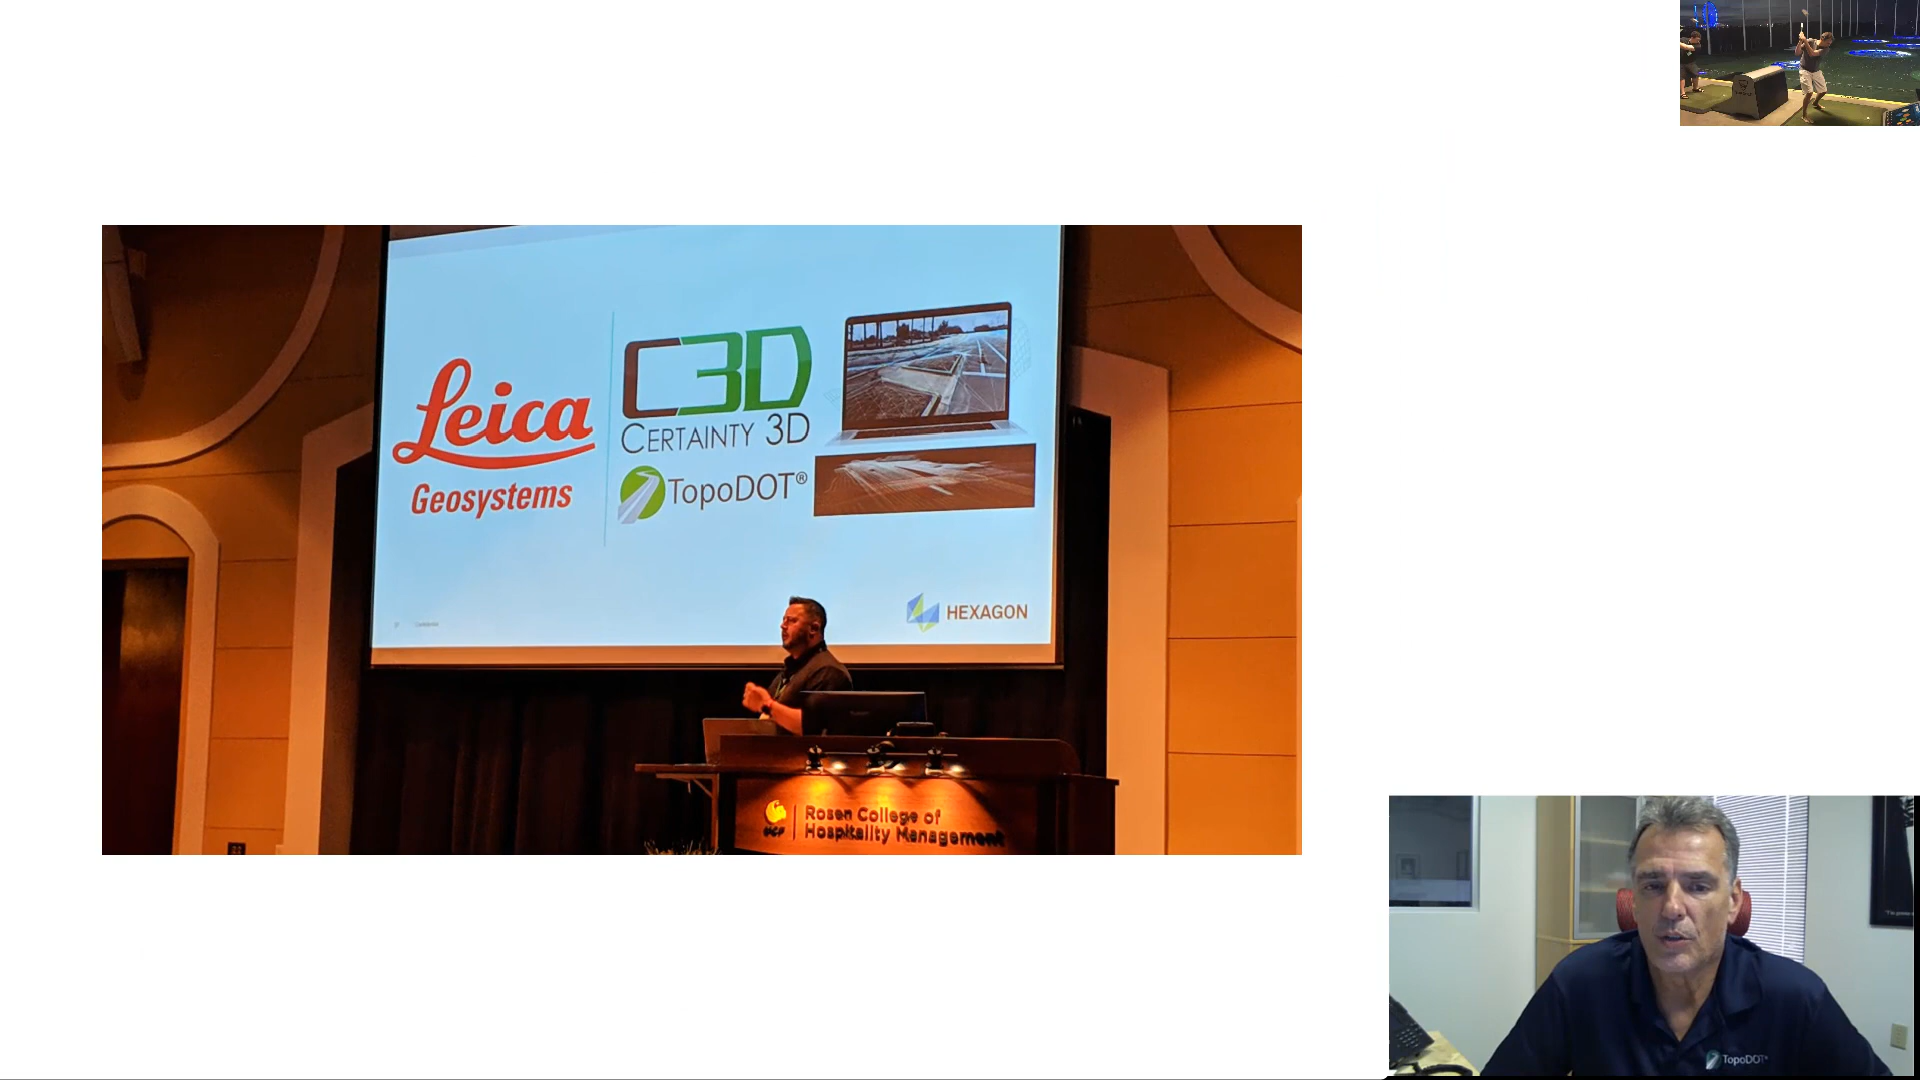 Leica
Geosystems
C3D
CERTAINTY 3D
TopoDOT®
HEXAGON
UCF
Rosen College of
Hospitality Management
TopoDOT